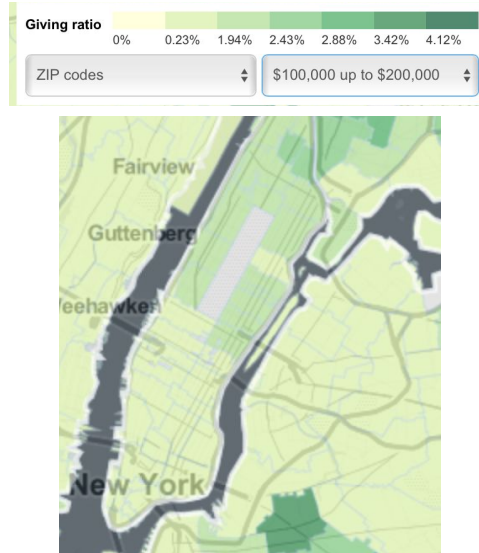 Giving ratio
0% 0.23% 1.94% 2.43% 2.88% 3.42% 4.12%
ZIP codes
$100,000 up to $200,000
Fairview
Guttenberg
eehawken
New York